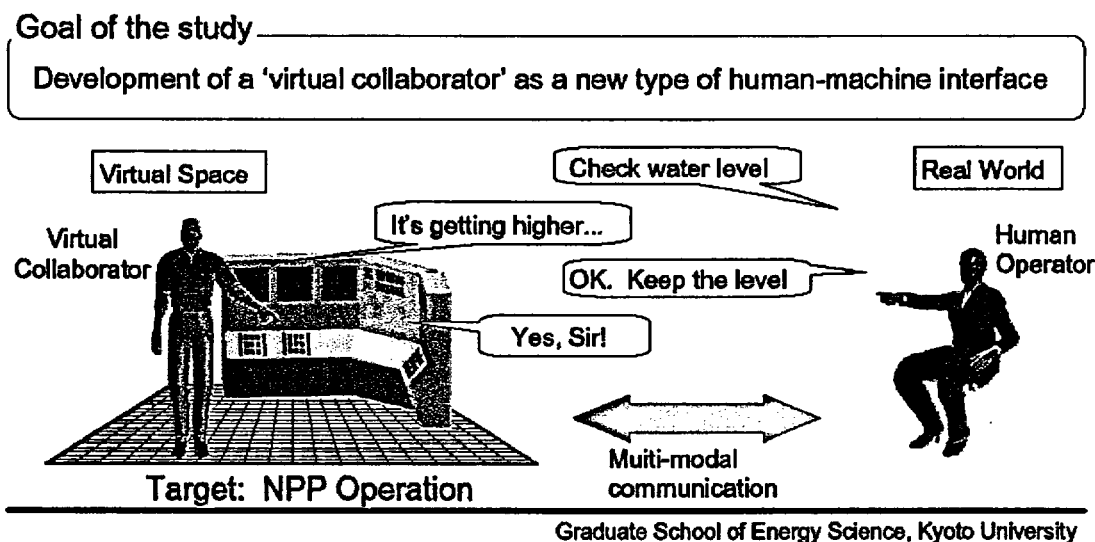 Goal of the study
Development of a 'virtual collaborator' as a new type of human-machine interface
Virtual Space
Check water level
Real World
It's getting higher...
Virtual
Collaborator
Human
Operator
OK. Keep the level
Yes, Sir!
Multi-modal
communication
Target: NPP Operation
Graduate School of Energy Science, Kyoto University